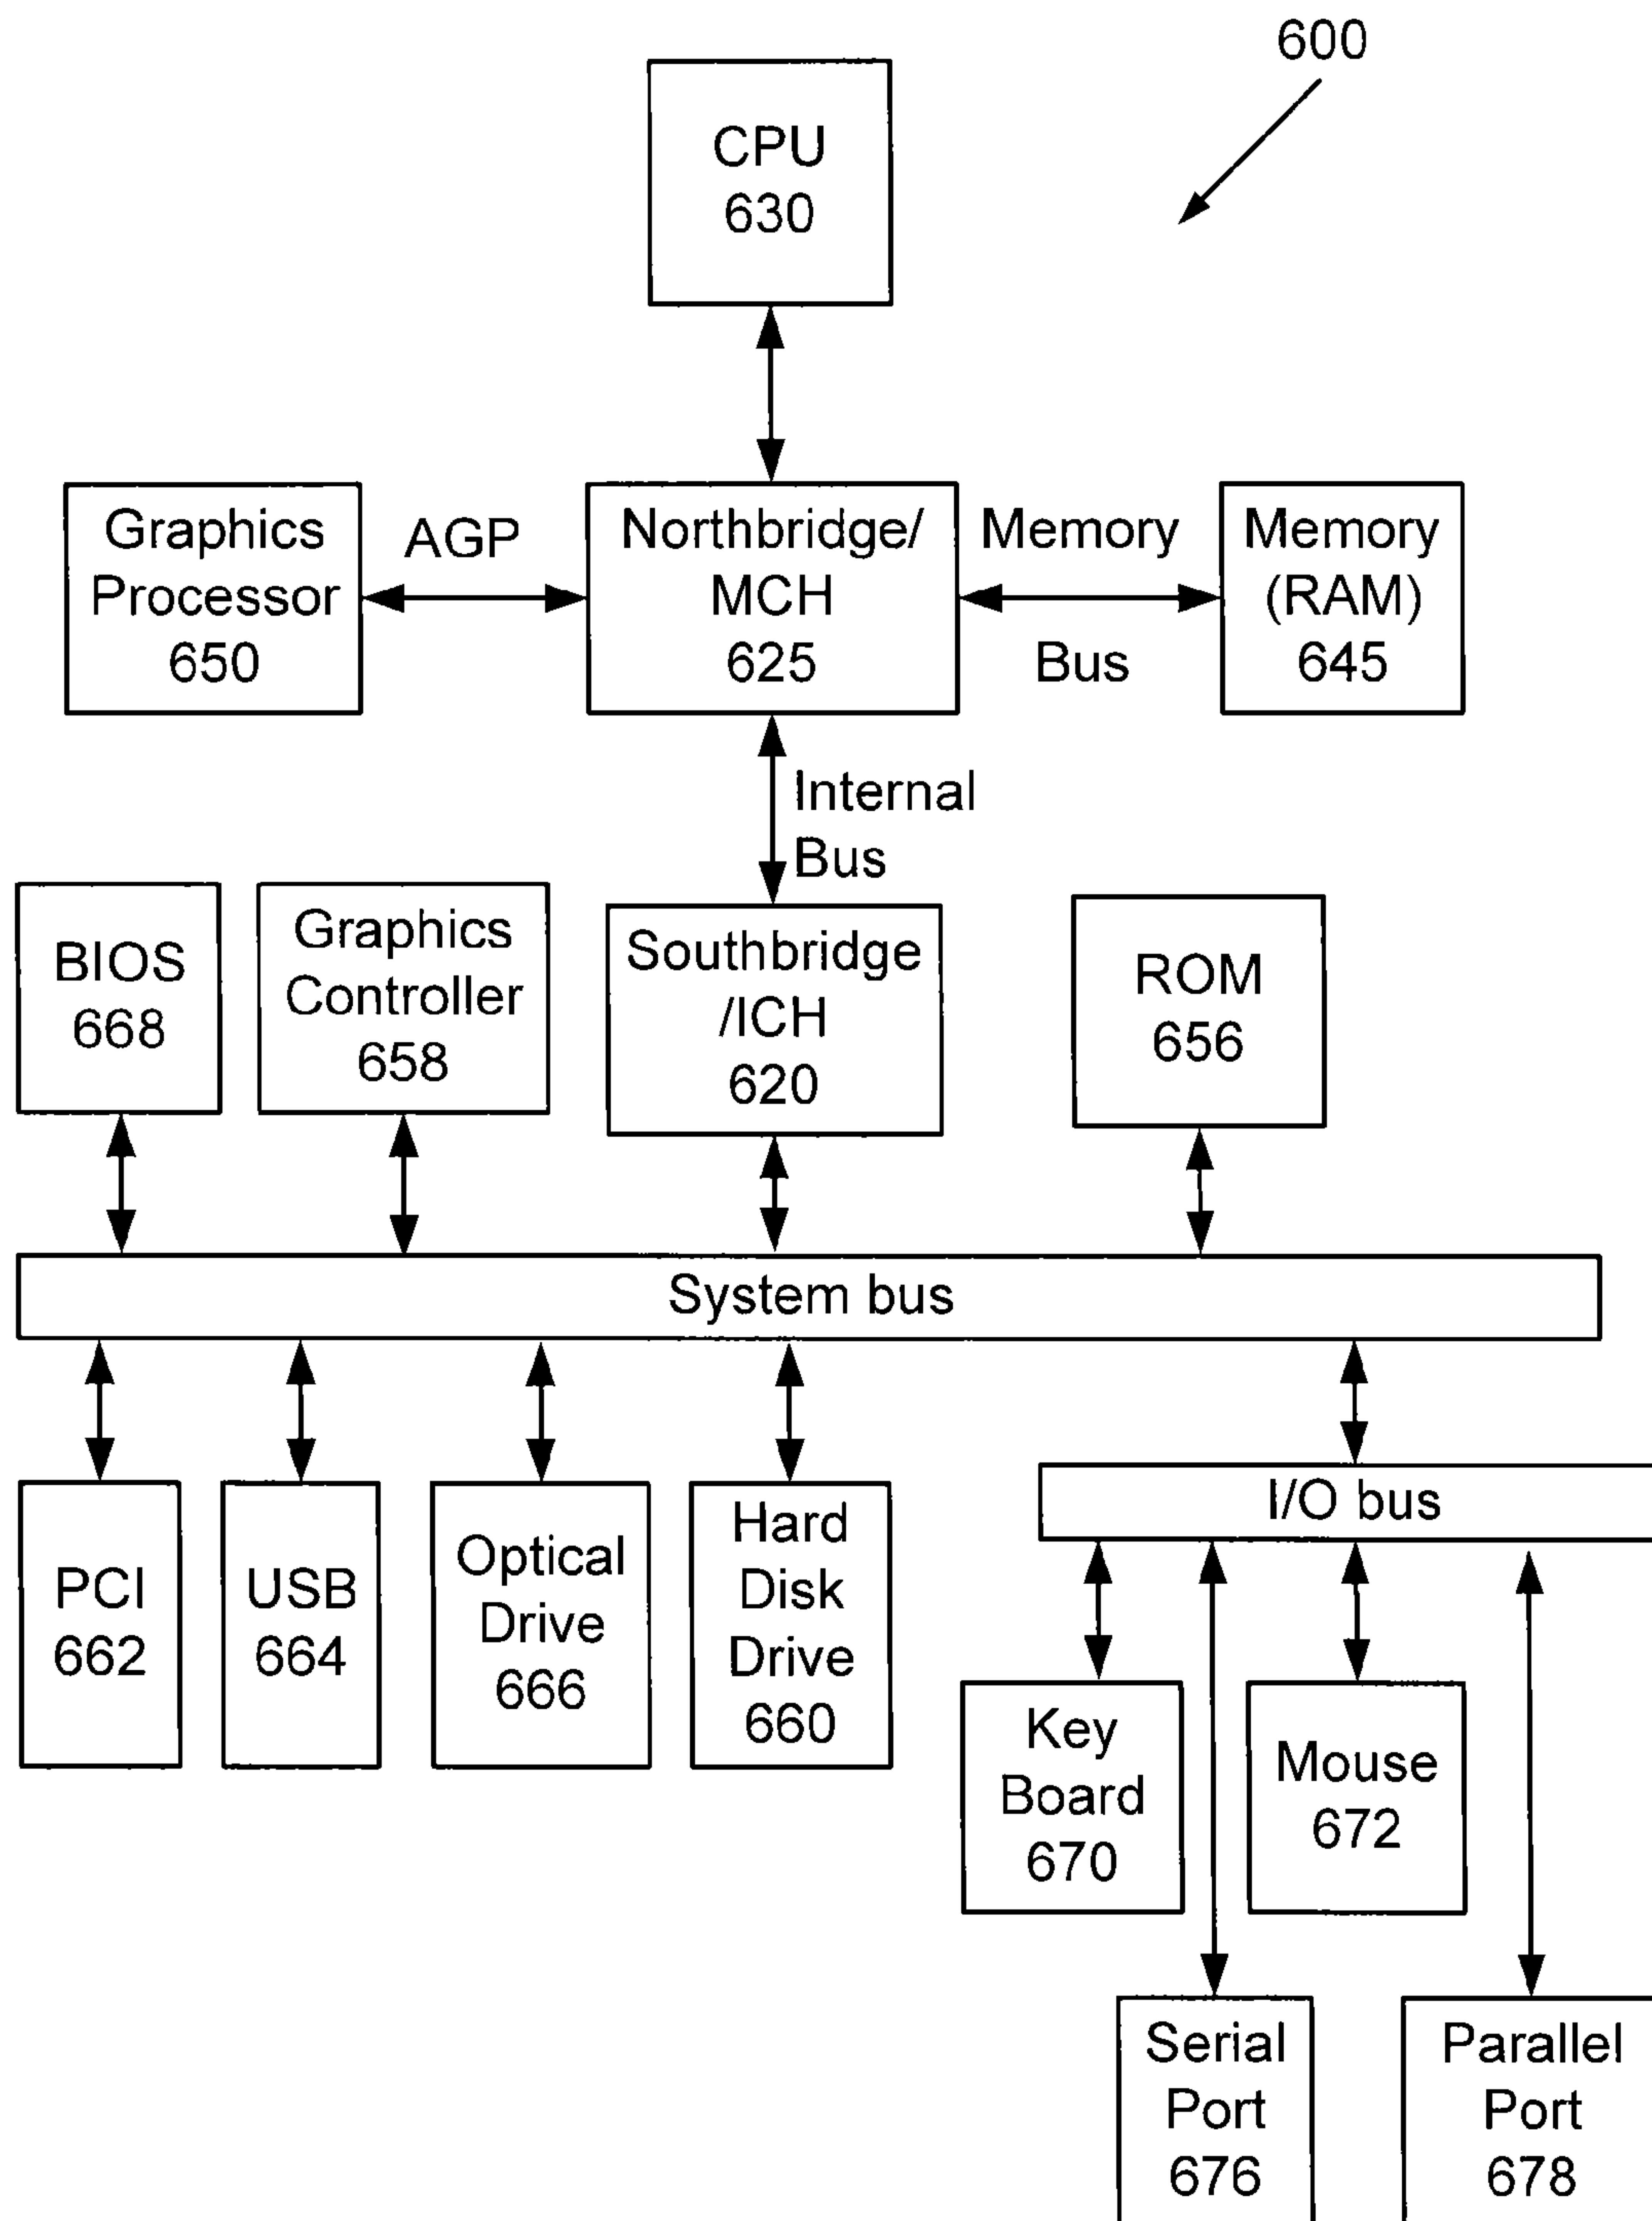 600
CPU
630
Graphics
Processor
650
AGP
Northbridge/
MCH
625
Memory
Bus
Memory
(RAM)
645
Internal
Bus
BIOS
668
Graphics
Controller
658
Southbridge
/ICH
620
ROM
656
System bus
PCI
662
USB
664
Optical
Drive
666
Hard
Disk
Drive
660
I/O bus
Key
Board
670
Mouse
672
Serial
Port
676
Parallel
Port
678